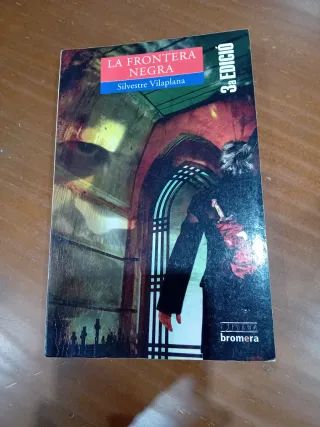 LA FRONTERA
NEGRA
Silvestre Vilaplana
3a EDICIÓ
bromera